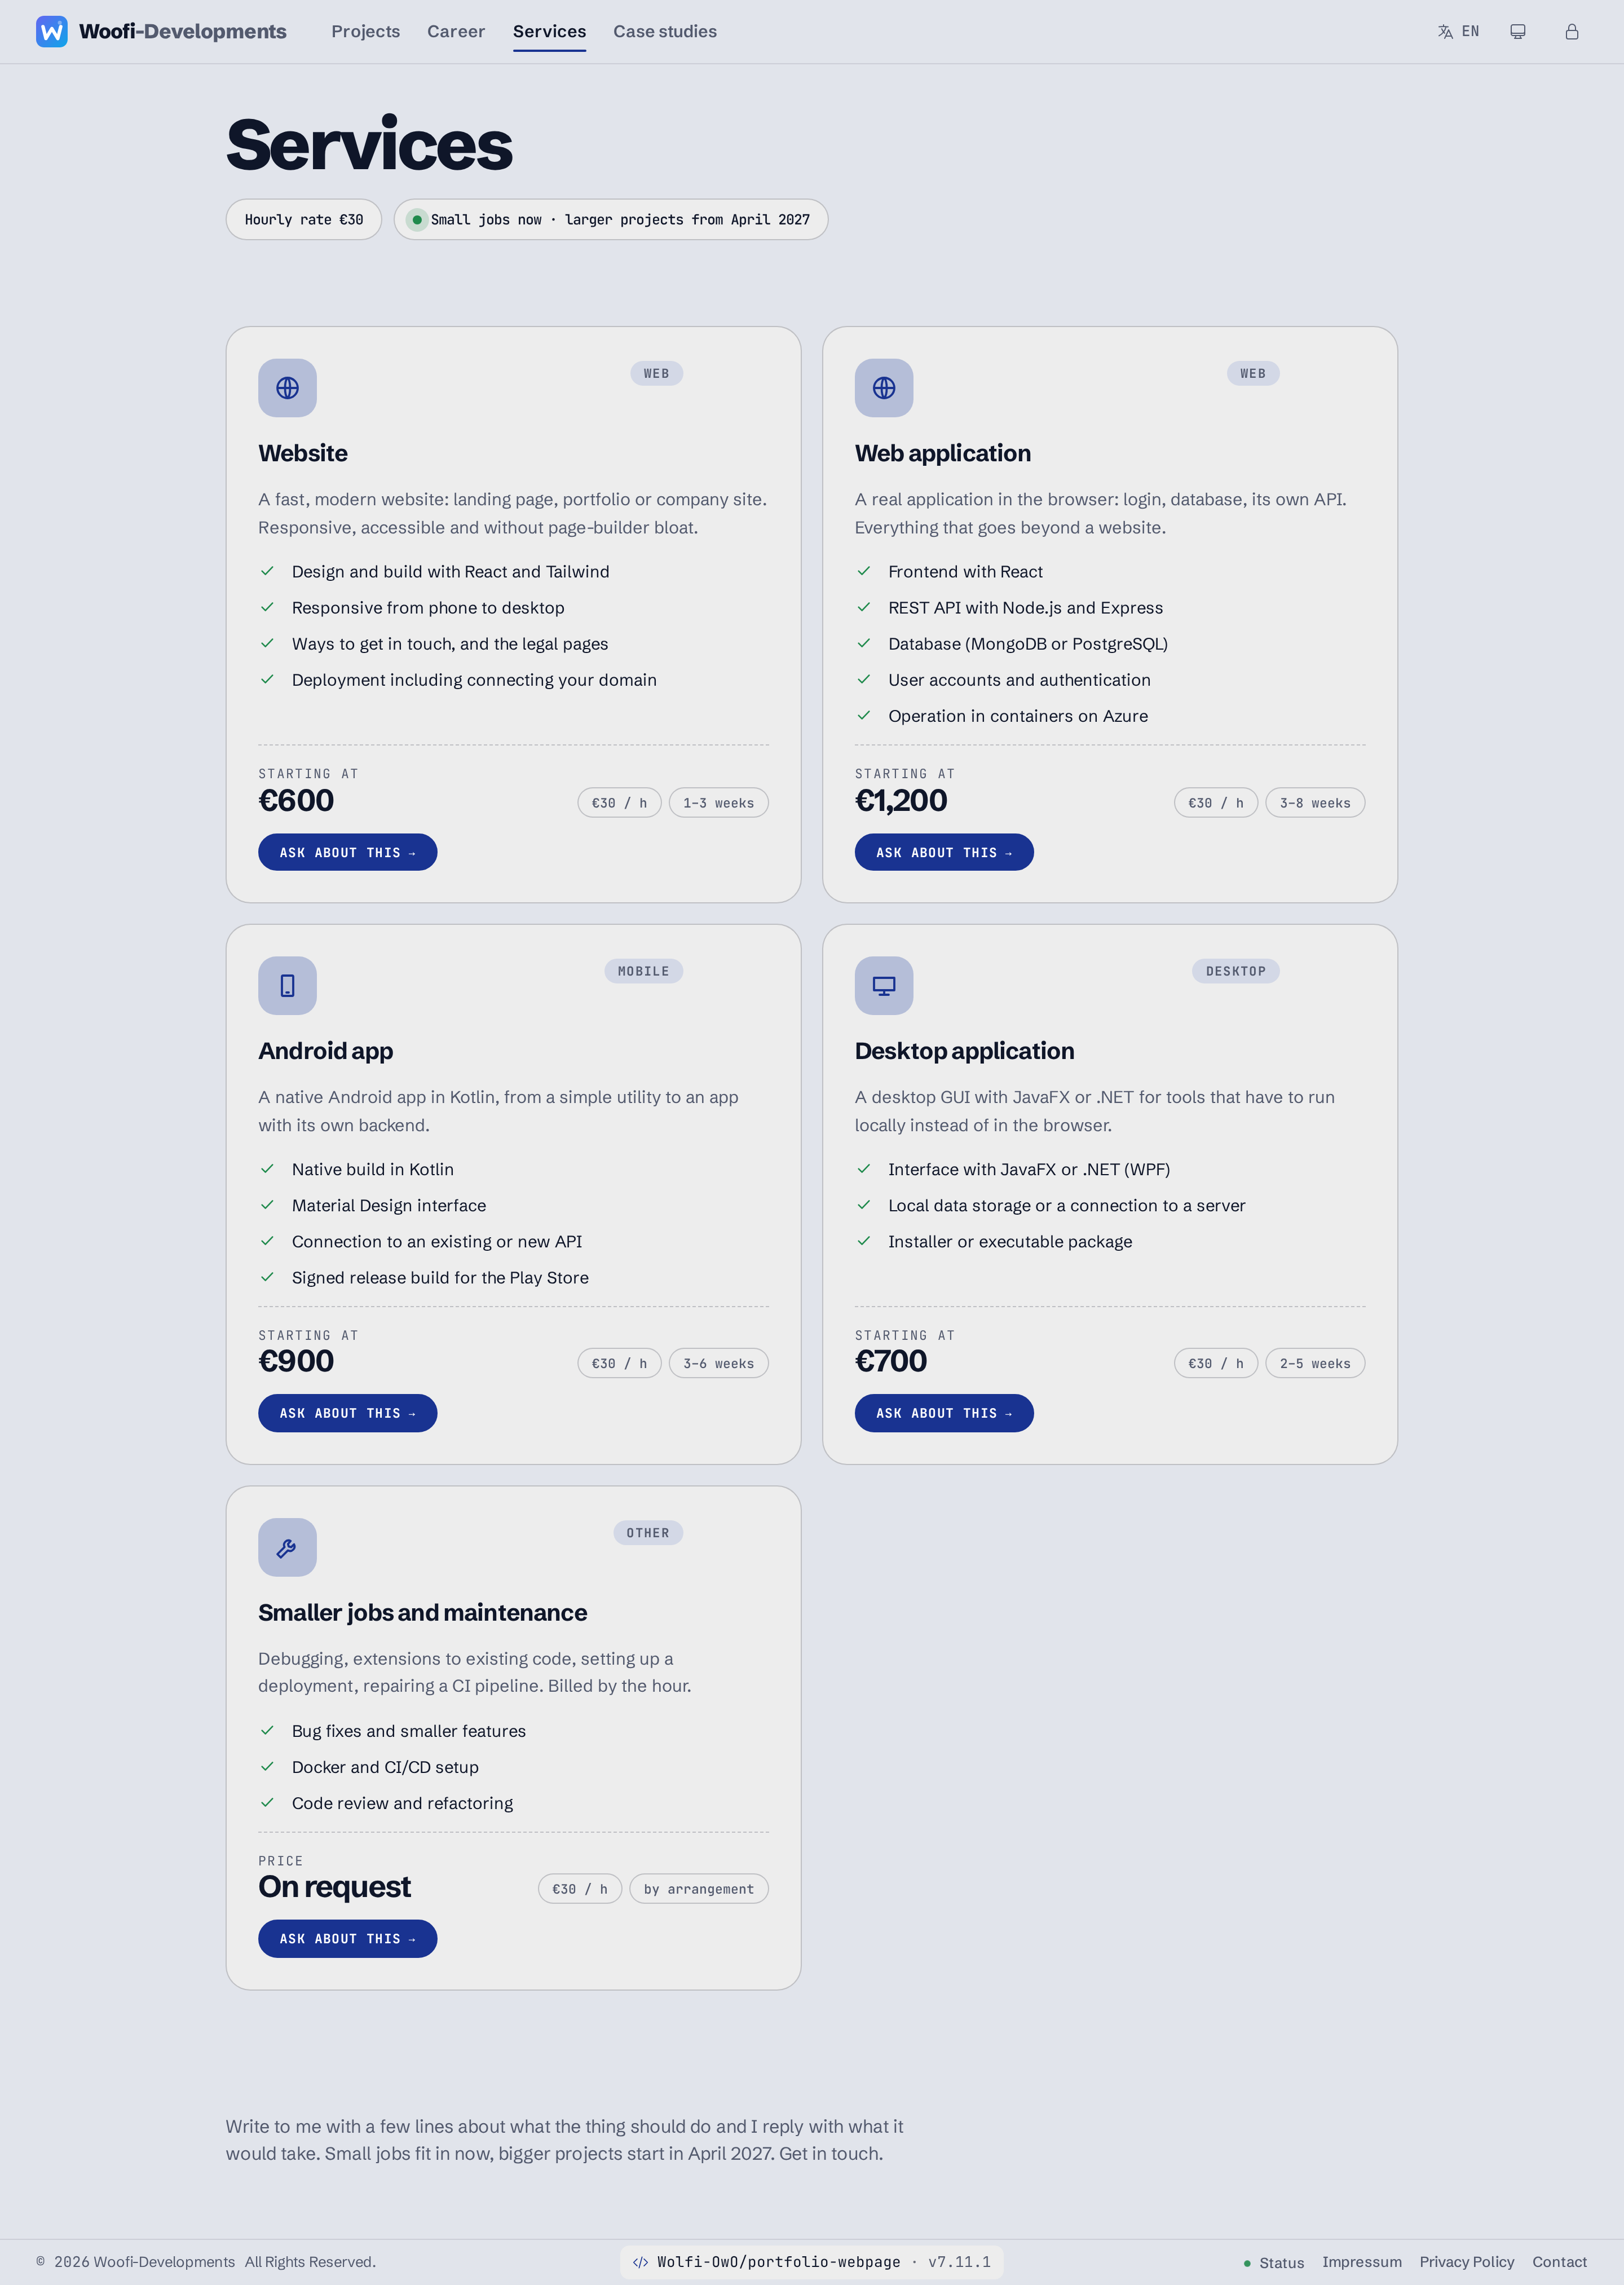 Woofi-Developments Projects Career Services Case studies EN
Services
Hourly rate €30 Small jobs now · larger projects from April 2027
WEB
Website
A fast, modern website: landing page, portfolio or company site.
Responsive, accessible and without page-builder bloat.
Design and build with React and Tailwind
Responsive from phone to desktop
Ways to get in touch, and the legal pages
Deployment including connecting your domain
STARTING AT
€600 €30 / h 1–3 weeks
ASK ABOUT THIS →
WEB
Web application
A real application in the browser: login, database, its own API.
Everything that goes beyond a website.
Frontend with React
REST API with Node.js and Express
Database (MongoDB or PostgreSQL)
User accounts and authentication
Operation in containers on Azure
STARTING AT
€1,200 €30 / h 3–8 weeks
ASK ABOUT THIS →
MOBILE
Android app
A native Android app in Kotlin, from a simple utility to an app
with its own backend.
Native build in Kotlin
Material Design interface
Connection to an existing or new API
Signed release build for the Play Store
STARTING AT
€900 €30 / h 3–6 weeks
ASK ABOUT THIS →
DESKTOP
Desktop application
A desktop GUI with JavaFX or .NET for tools that have to run
locally instead of in the browser.
Interface with JavaFX or .NET (WPF)
Local data storage or a connection to a server
Installer or executable package
STARTING AT
€700 €30 / h 2–5 weeks
ASK ABOUT THIS →
OTHER
Smaller jobs and maintenance
Debugging, extensions to existing code, setting up a
deployment, repairing a CI pipeline. Billed by the hour.
Bug fixes and smaller features
Docker and CI/CD setup
Code review and refactoring
PRICE
On request €30 / h by arrangement
ASK ABOUT THIS →
Write to me with a few lines about what the thing should do and I reply with what it
would take. Small jobs fit in now, bigger projects start in April 2027. Get in touch.
© 2026 Woofi-Developments All Rights Reserved. Wolfi-OwO/portfolio-webpage · v7.11.1 Status Impressum Privacy Policy Contact